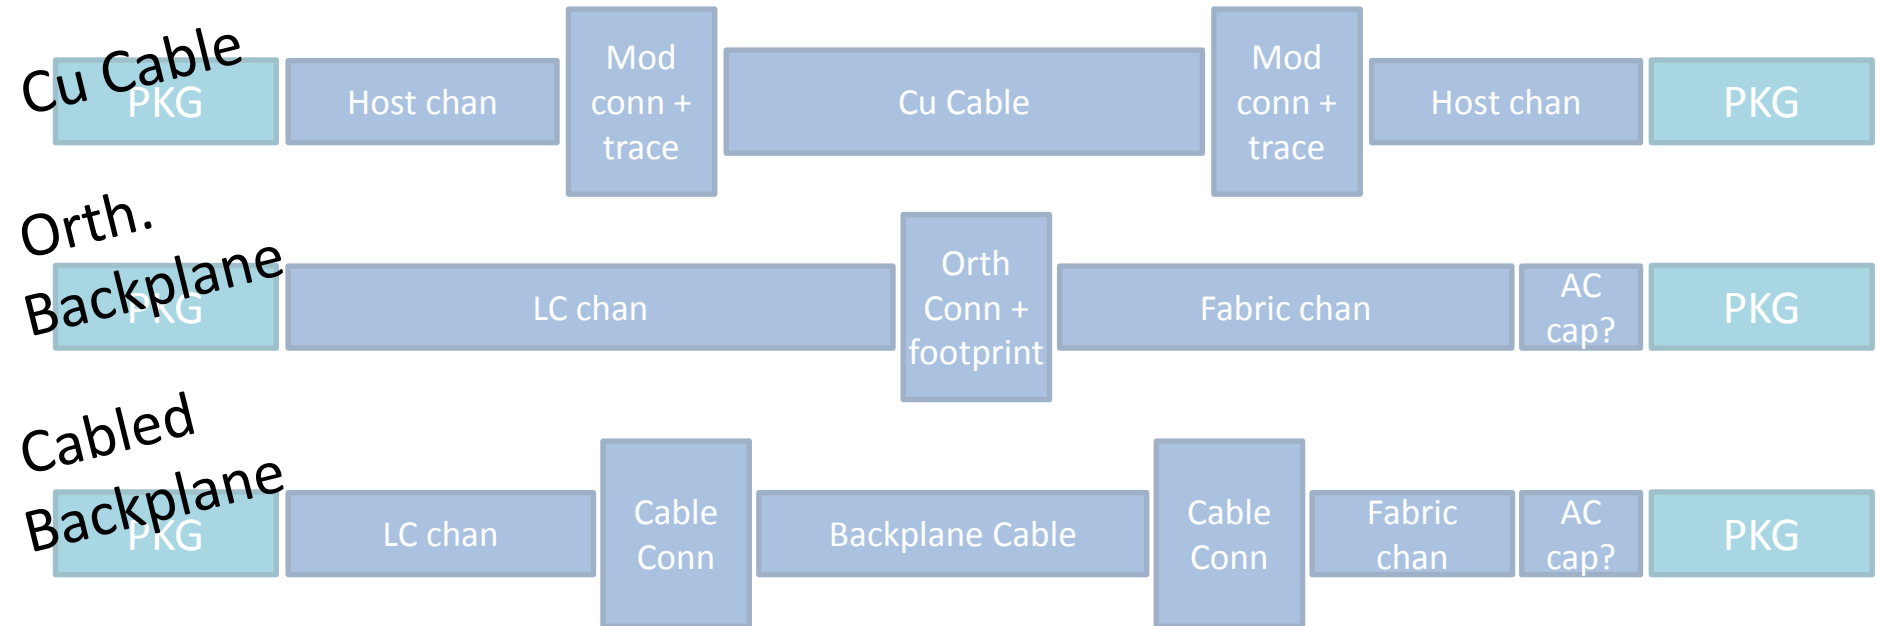 Cu Cable
PKG
Host chan
Mod
conn +
trace
Cu Cable
Mod
conn +
trace
Host chan
PKG
Orth.
Backplane
PKG
LC chan
Orth
Conn +
footprint
Fabric chan
AC
cap?
PKG
Cabled
Backplane
PKG
LC chan
Cable
Conn
Backplane Cable
Cable
Conn
Fabric
chan
AC
cap?
PKG